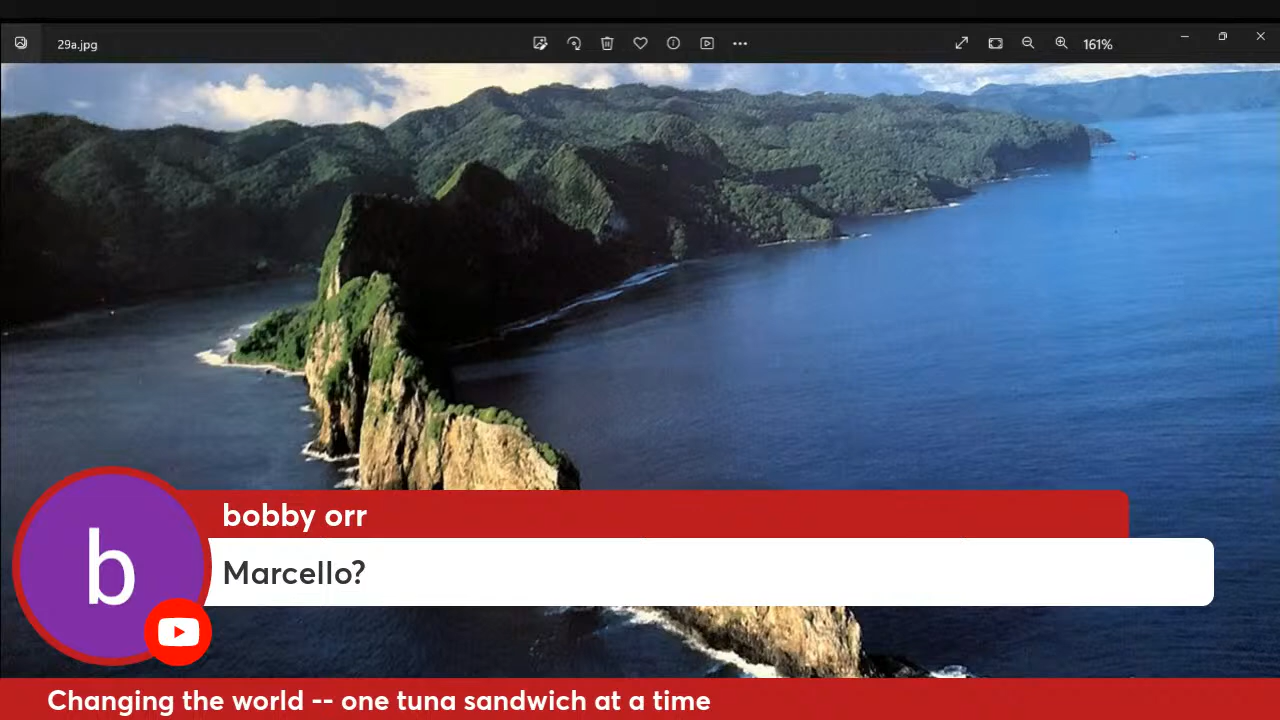 29a.jpg
161%
bobby orr
b
Marcello?
Changing the world -- one tuna sandwich at a time